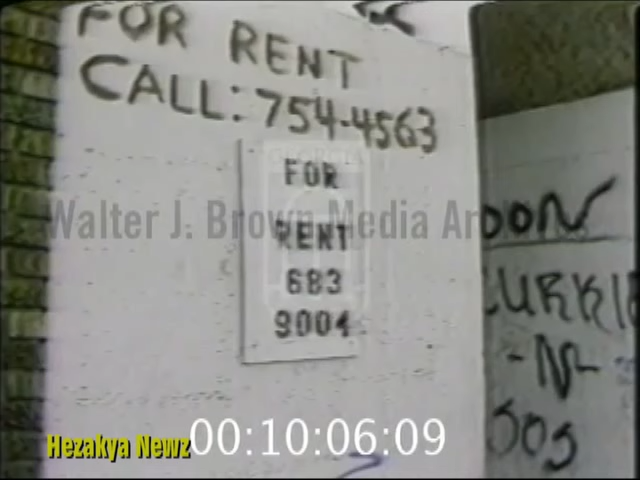 FOR RENT
CALL: 754-4563
FOR
RENT
683
9004
Walter J. Brown Media Ar
-N-
SOS
Hezakya Newz
00:10:06:09